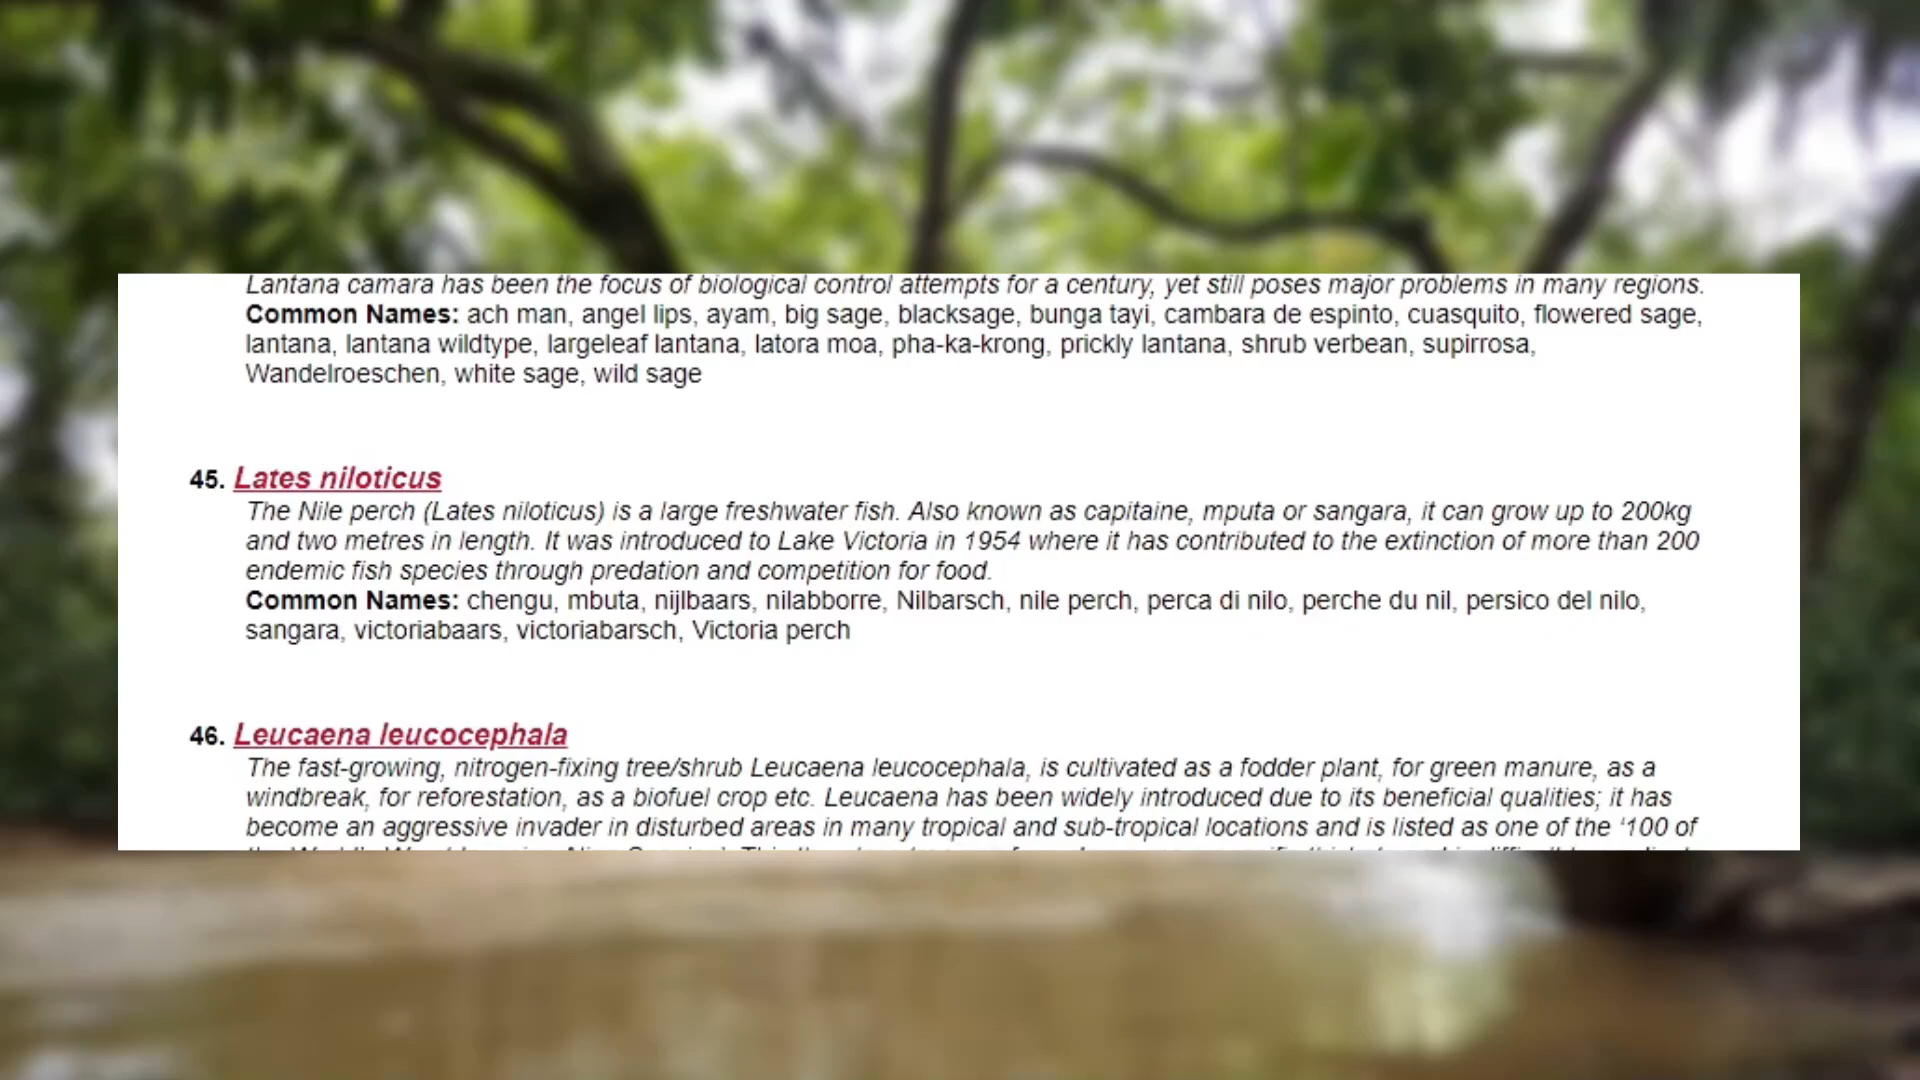 Lantana camara has been the focus of biological control attempts for a century, yet still poses major problems in many regions.
Common Names: ach man, angel lips, ayam, big sage, blacksage, bunga tayi, cambara de espinto, cuasquito, flowered sage,
lantana, lantana wildtype, largeleaf lantana, latora moa, pha-ka-krong, prickly lantana, shrub verbean, supirrosa,
Wandelroeschen, white sage, wild sage
45. Lates niloticus
The Nile perch (Lates niloticus) is a large freshwater fish. Also known as capitaine, mputa or sangara, it can grow up to 200kg
and two metres in length. It was introduced to Lake Victoria in 1954 where it has contributed to the extinction of more than 200
endemic fish species through predation and competition for food.
Common Names: chengu, mbuta, nijlbaars, nilabborre, Nilbarsch, nile perch, perca di nilo, perche du nil, persico del nilo,
sangara, victoriabaars, victoriabarsch, Victoria perch
46. Leucaena leucocephala
The fast-growing, nitrogen-fixing tree/shrub Leucaena leucocephala, is cultivated as a fodder plant, for green manure, as a
windbreak, for reforestation, as a biofuel crop etc. Leucaena has been widely introduced due to its beneficial qualities; it has
become an aggressive invader in disturbed areas in many tropical and sub-tropical locations and is listed as one of the ‘100 of